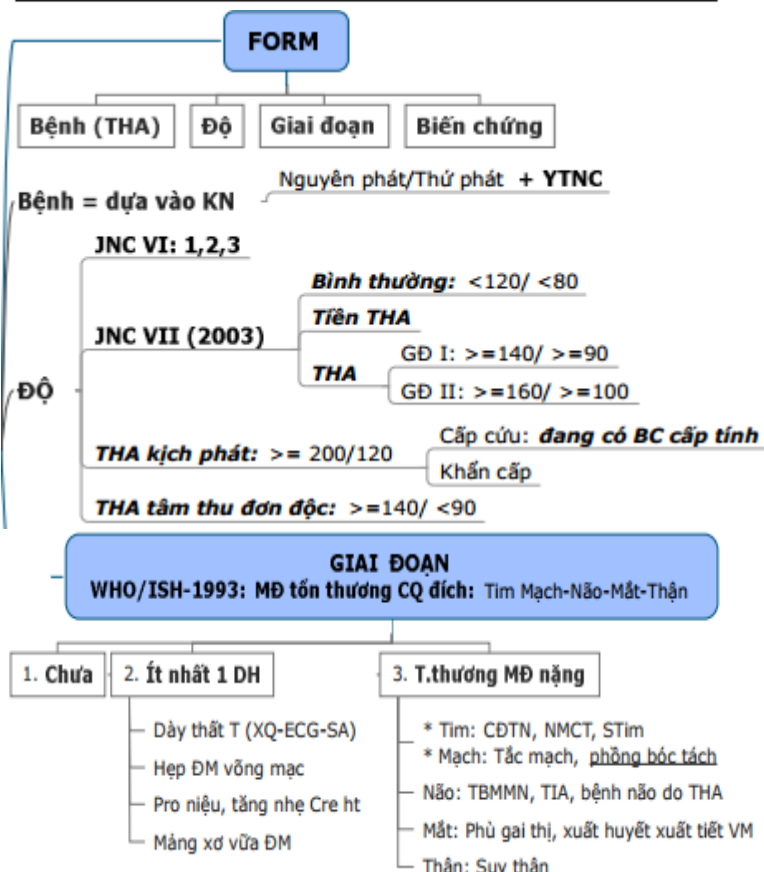 FORM
Bệnh (THA)
Độ
Giai đoạn
Biến chứng
Bệnh = dựa vào KN
Nguyên phát/Thứ phát + YTNC
ĐỘ
JNC VI: 1,2,3
JNC VII (2003)
Bình thường: <120/ <80
Tiền THA
THA
GĐ I: >=140/ >=90
GĐ II: >=160/ >=100
THA kịch phát: >= 200/120
Cấp cứu: đang có BC cấp tính
Khẩn cấp
THA tâm thu đơn độc: >=140/ <90
GIAI ĐOẠN
WHO/ISH-1993: MĐ tổn thương CQ đích: Tim Mạch-Não-Mắt-Thận
1. Chưa
2. Ít nhất 1 DH
Dày thất T (XQ-ECG-SA)
Hẹp ĐM võng mạc
Pro niệu, tăng nhẹ Cre ht
Mảng xơ vữa ĐM
3. T.thương MĐ nặng
* Tim: CĐTN, NMCT, STim
* Mạch: Tắc mạch, phồng bóc tách
Não: TBMMN, TIA, bệnh não do THA
Mắt: Phù gai thị, xuất huyết xuất tiết VM
Thận: Suy thận